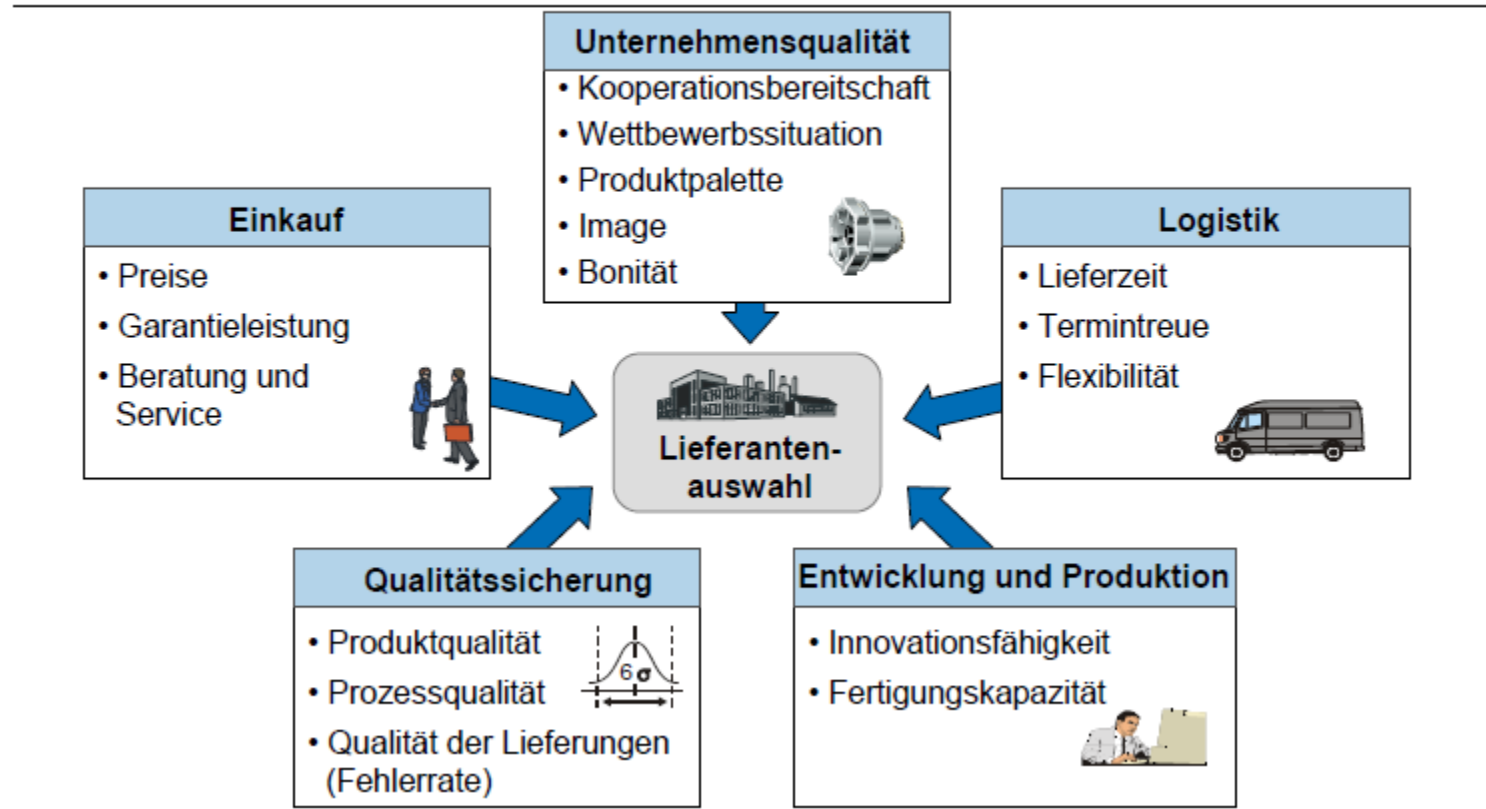 Unternehmensqualität
• Kooperationsbereitschaft
• Wettbewerbssituation
• Produktpalette
• Image
• Bonität
Einkauf
• Preise
• Garantieleistung
• Beratung und
Service
Logistik
• Lieferzeit
• Termintreue
• Flexibilität
Lieferanten-
auswahl
Qualitätssicherung
• Produktqualität
• Prozessqualität
• Qualität der Lieferungen
(Fehlerrate)
6σ
Entwicklung und Produktion
• Innovationsfähigkeit
• Fertigungskapazität